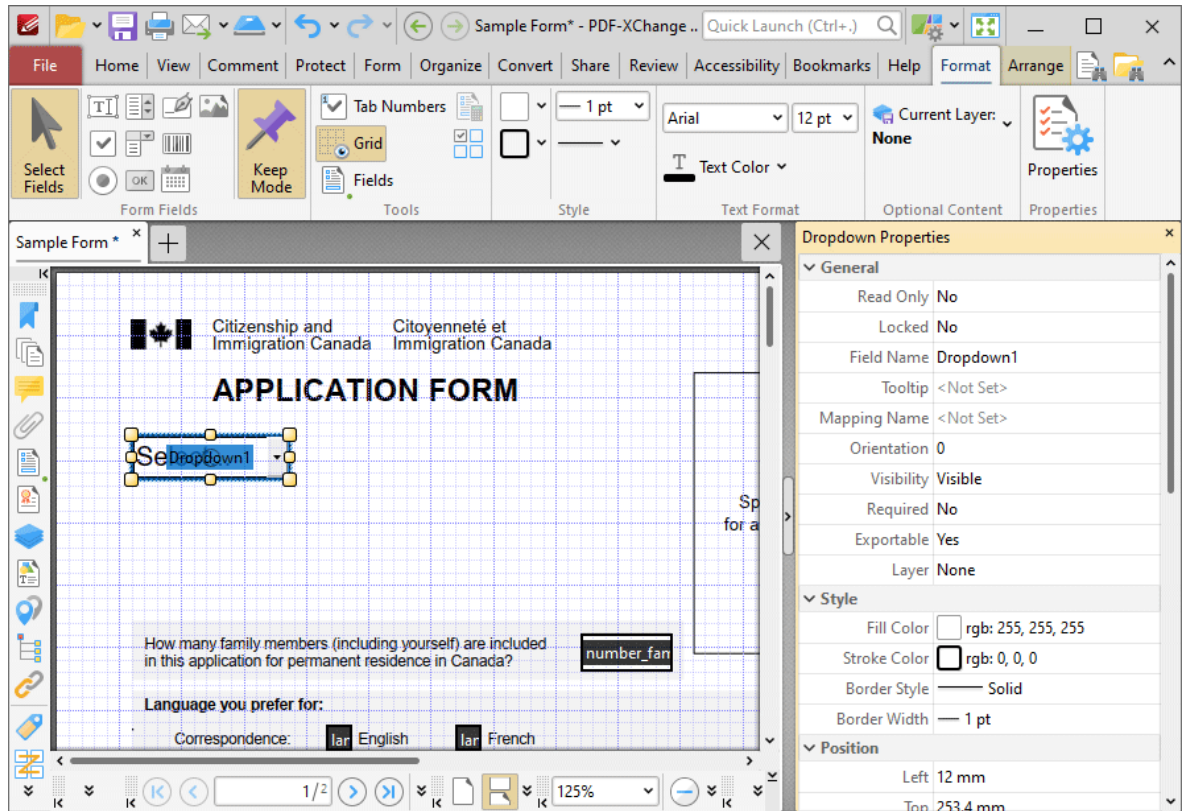 Sample Form* - PDF-XChange .. Quick Launch (Ctrl+.)
File Home View Comment Protect Form Organize Convert Share Review Accessibility Bookmarks Help Format Arrange
Select Fields
OK
Keep Mode
Form Fields
Tab Numbers
Grid
Fields
Tools
1 pt
Style
Arial 12 pt
Text Color
Text Format
Current Layer:
None
Optional Content
Properties
Properties
Sample Form *
Citizenship and Immigration Canada
Citoyenneté et Immigration Canada
APPLICATION FORM
Se Dropdown1
Sp
for a
How many family members (including yourself) are included
in this application for permanent residence in Canada?
number_fam
Language you prefer for:
Correspondence: lar English lar French
1/2 125%
Dropdown Properties
General
Read Only No
Locked No
Field Name Dropdown1
Tooltip <Not Set>
Mapping Name <Not Set>
Orientation 0
Visibility Visible
Required No
Exportable Yes
Layer None
Style
Fill Color rgb: 255, 255, 255
Stroke Color rgb: 0, 0, 0
Border Style Solid
Border Width 1 pt
Position
Left 12 mm
Top 253.4 mm